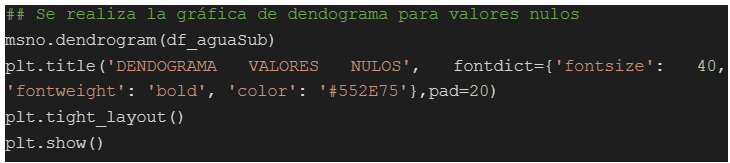 ## Se realiza la gráfica de dendograma para valores nulos
msno.dendrogram(df_aguaSub)
plt.title('DENDOGRAMA VALORES NULOS', fontdict={'fontsize': 40,
'fontweight': 'bold', 'color': '#552E75'},pad=20)
plt.tight_layout()
plt.show()